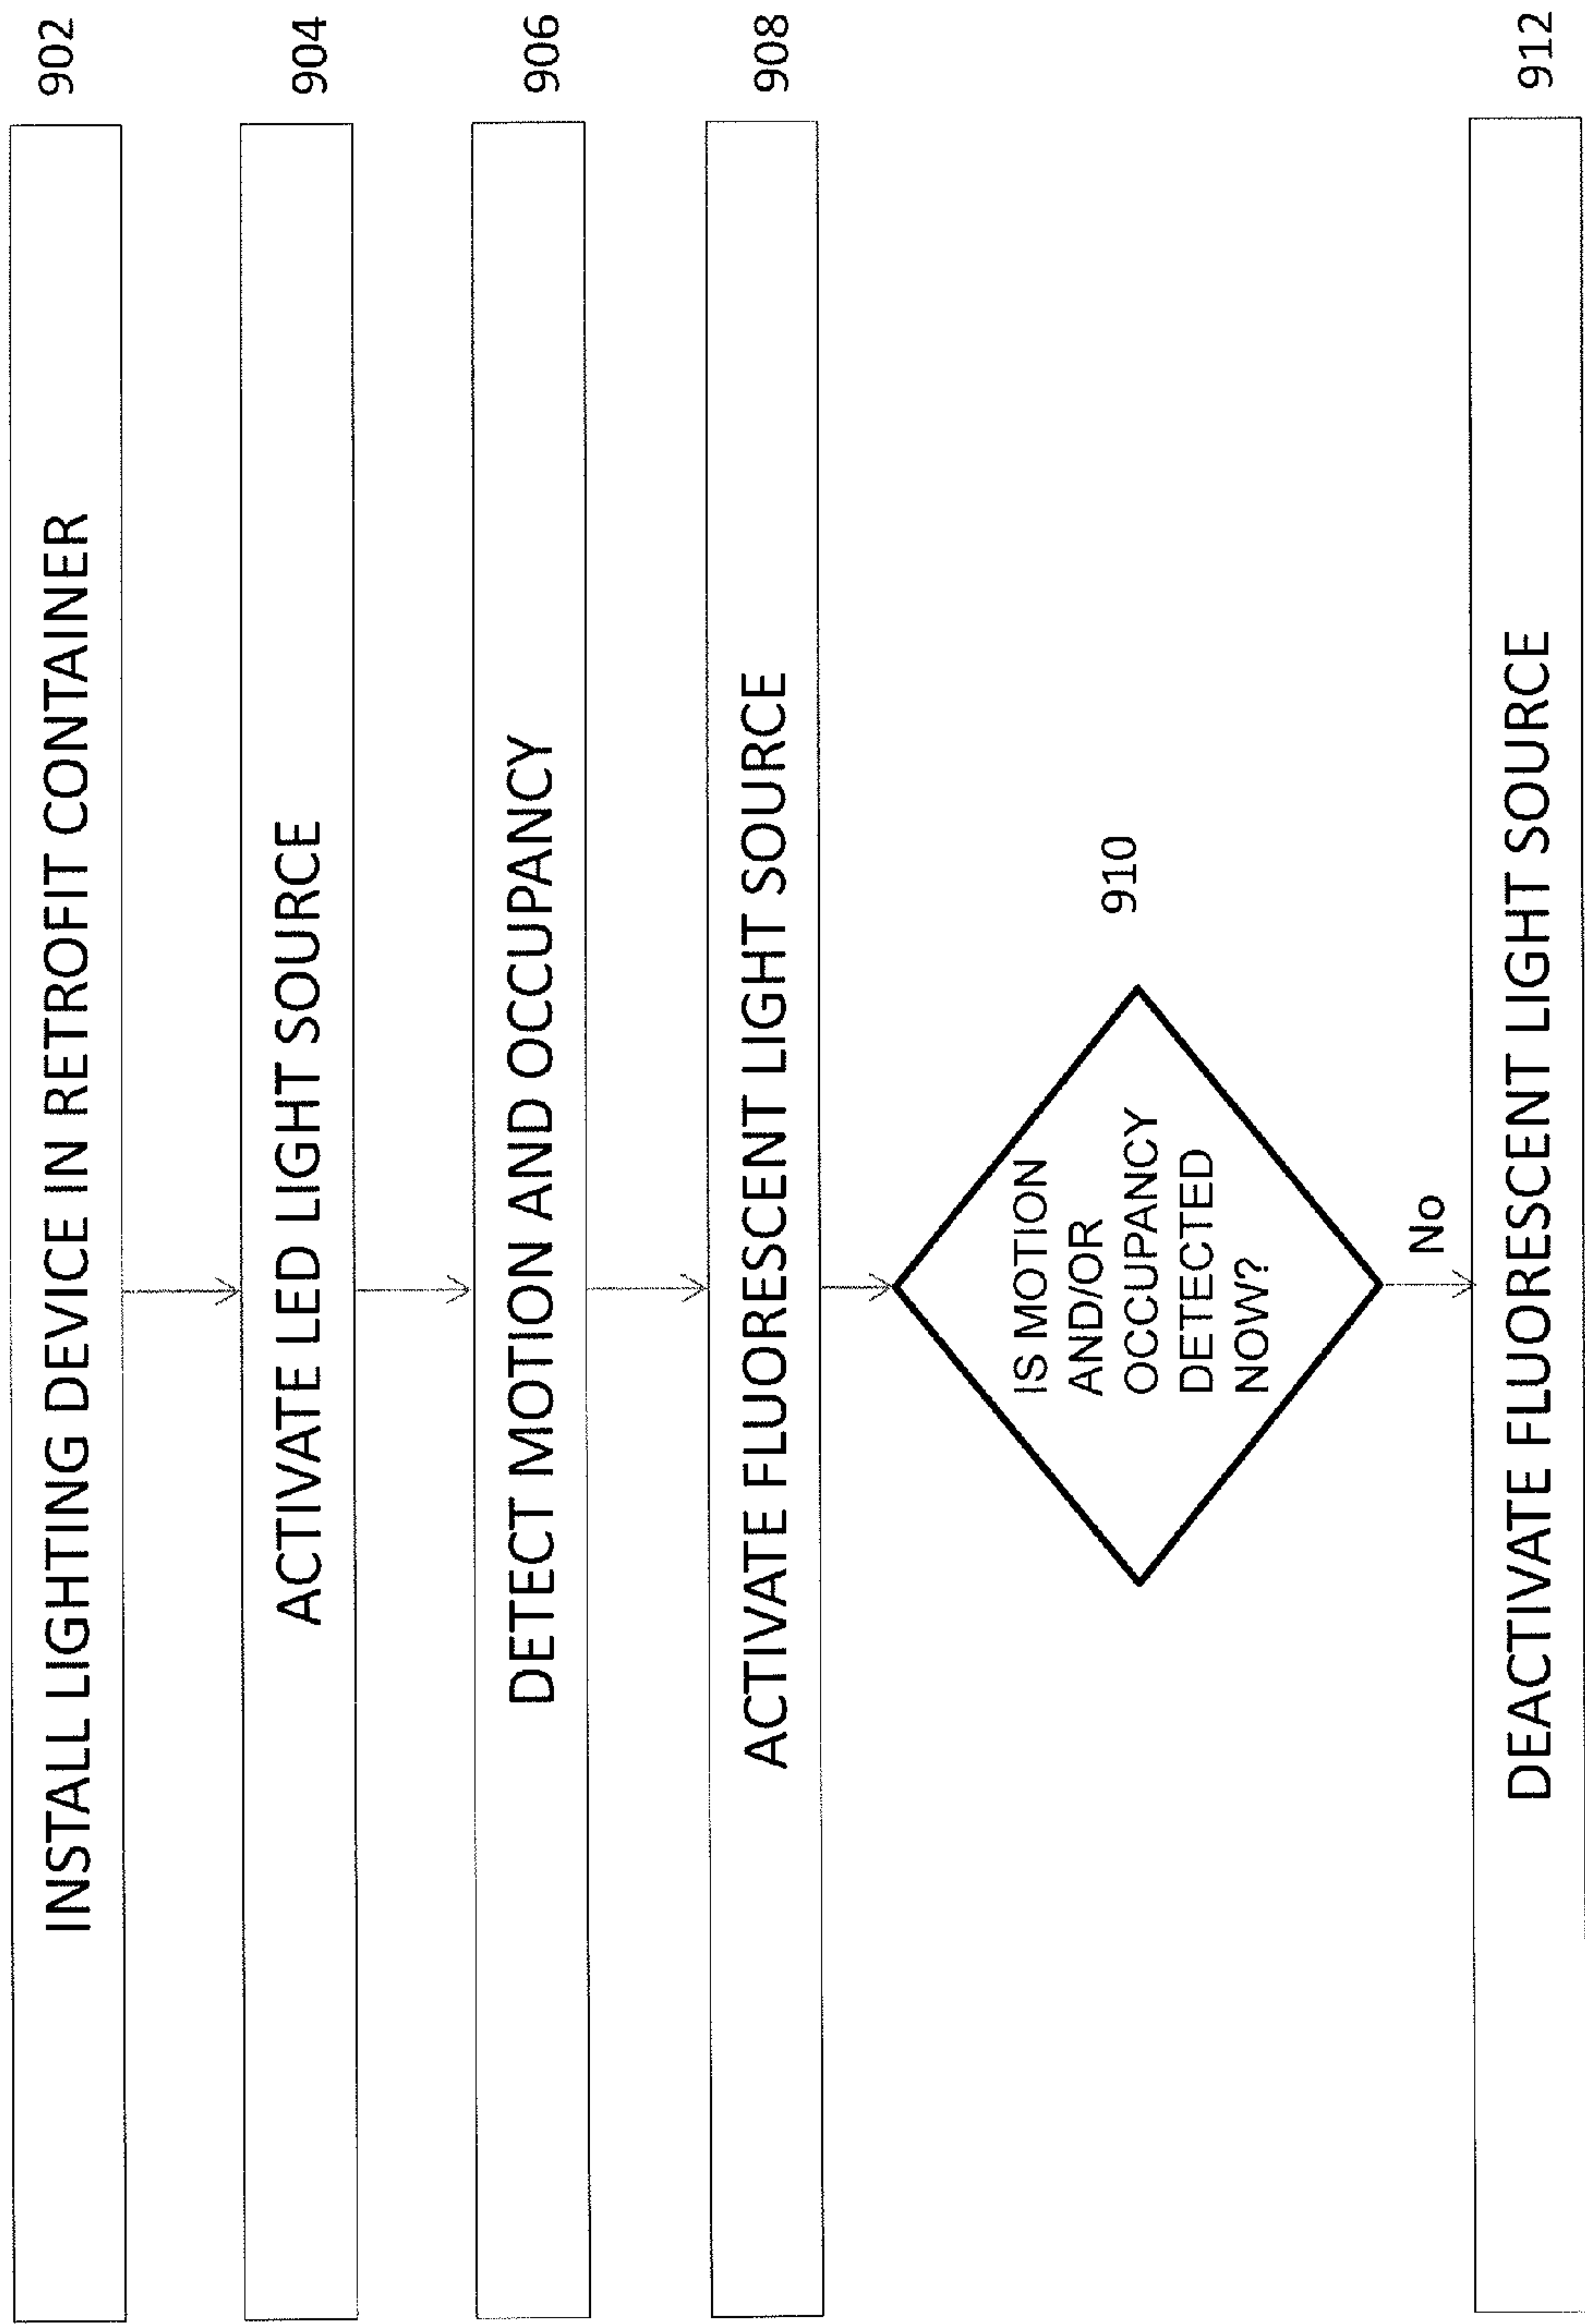 INSTALL LIGHTING DEVICE IN RETROFIT CONTAINER
902
ACTIVATE LED LIGHT SOURCE
904
DETECT MOTION AND OCCUPANCY
906
ACTIVATE FLUORESCENT LIGHT SOURCE
908
IS MOTION
AND/OR
OCCUPANCY
DETECTED
NOW?
910
No
DEACTIVATE FLUORESCENT LIGHT SOURCE
912